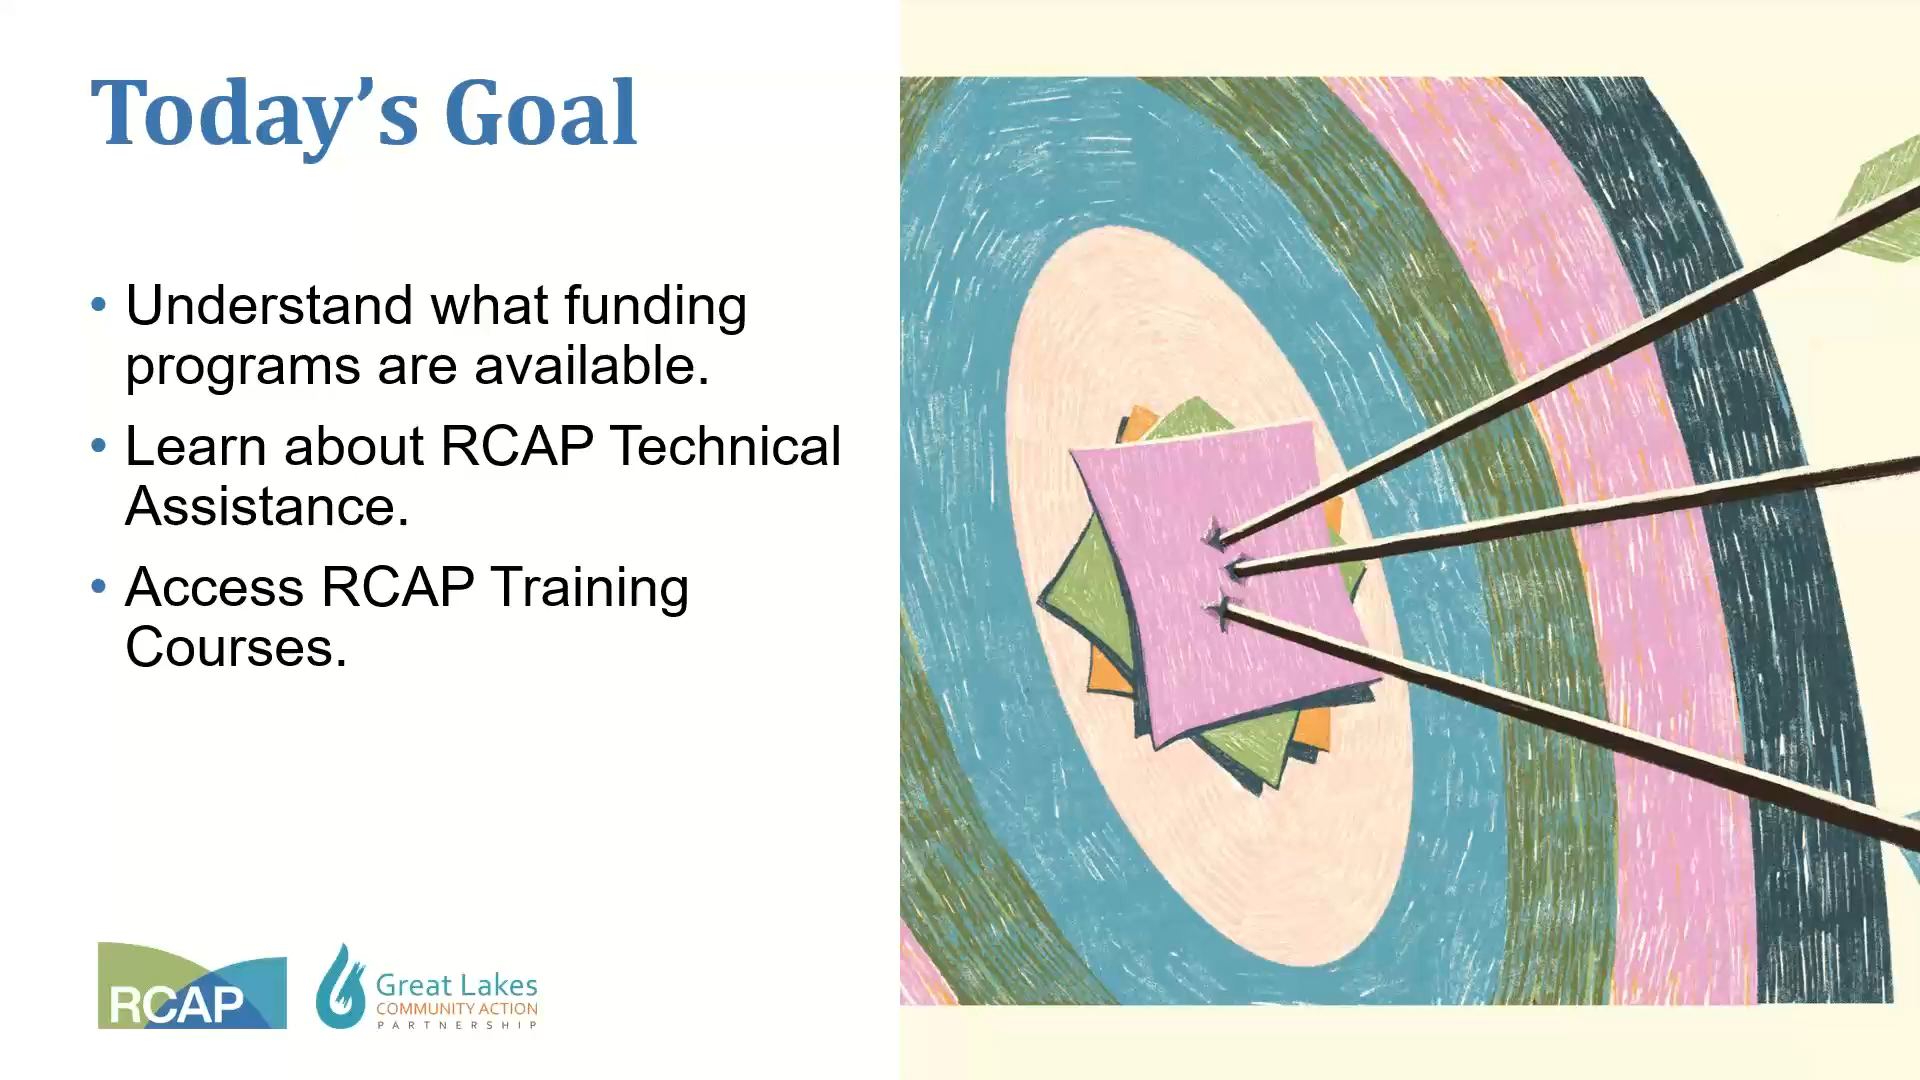 Today’s Goal
• Understand what funding
programs are available.
• Learn about RCAP Technical
Assistance.
• Access RCAP Training
Courses.
RCAP
Great Lakes
COMMUNITY ACTION
PARTNERSHIP